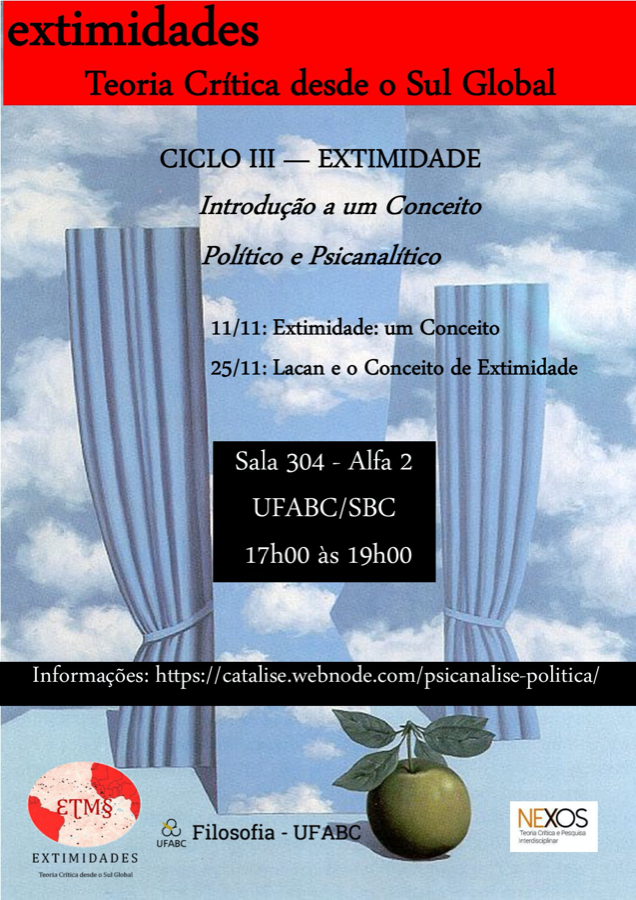 extimidades
Teoria Crítica desde o Sul Global
CICLO III — EXTIMIDADE
Introdução a um Conceito
Político e Psicanalítico
11/11: Extimidade: um Conceito
25/11: Lacan e o Conceito de Extimidade
Sala 304 - Alfa 2
UFABC/SBC
17h00 às 19h00
Informações: https://catalise.webnode.com/psicanalise-politica/
ƐTM§
EXTIMIDADES
Teoria Crítica desde o Sul Global
UFABC
Filosofia - UFABC
NEXOS
Teoria Crítica e Pesquisa
Interdisciplinar